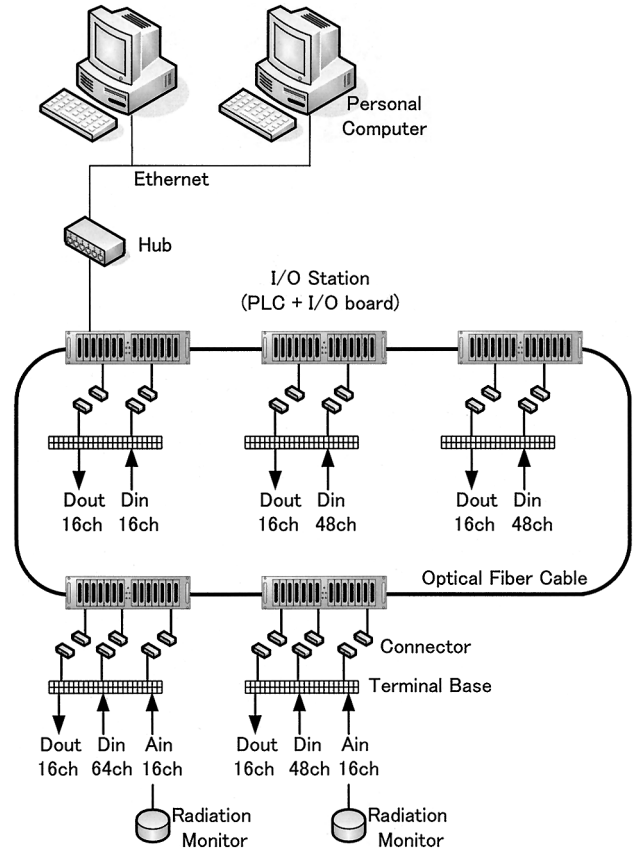 Personal
Computer
Ethernet
Hub
I/O Station
(PLC + I/O board)
Dout Din
16ch 16ch
Dout Din
16ch 48ch
Dout Din
16ch 48ch
Optical Fiber Cable
Connector
Terminal Base
Dout Din Ain
16ch 64ch 16ch
Dout Din Ain
16ch 48ch 16ch
Radiation
Monitor
Radiation
Monitor